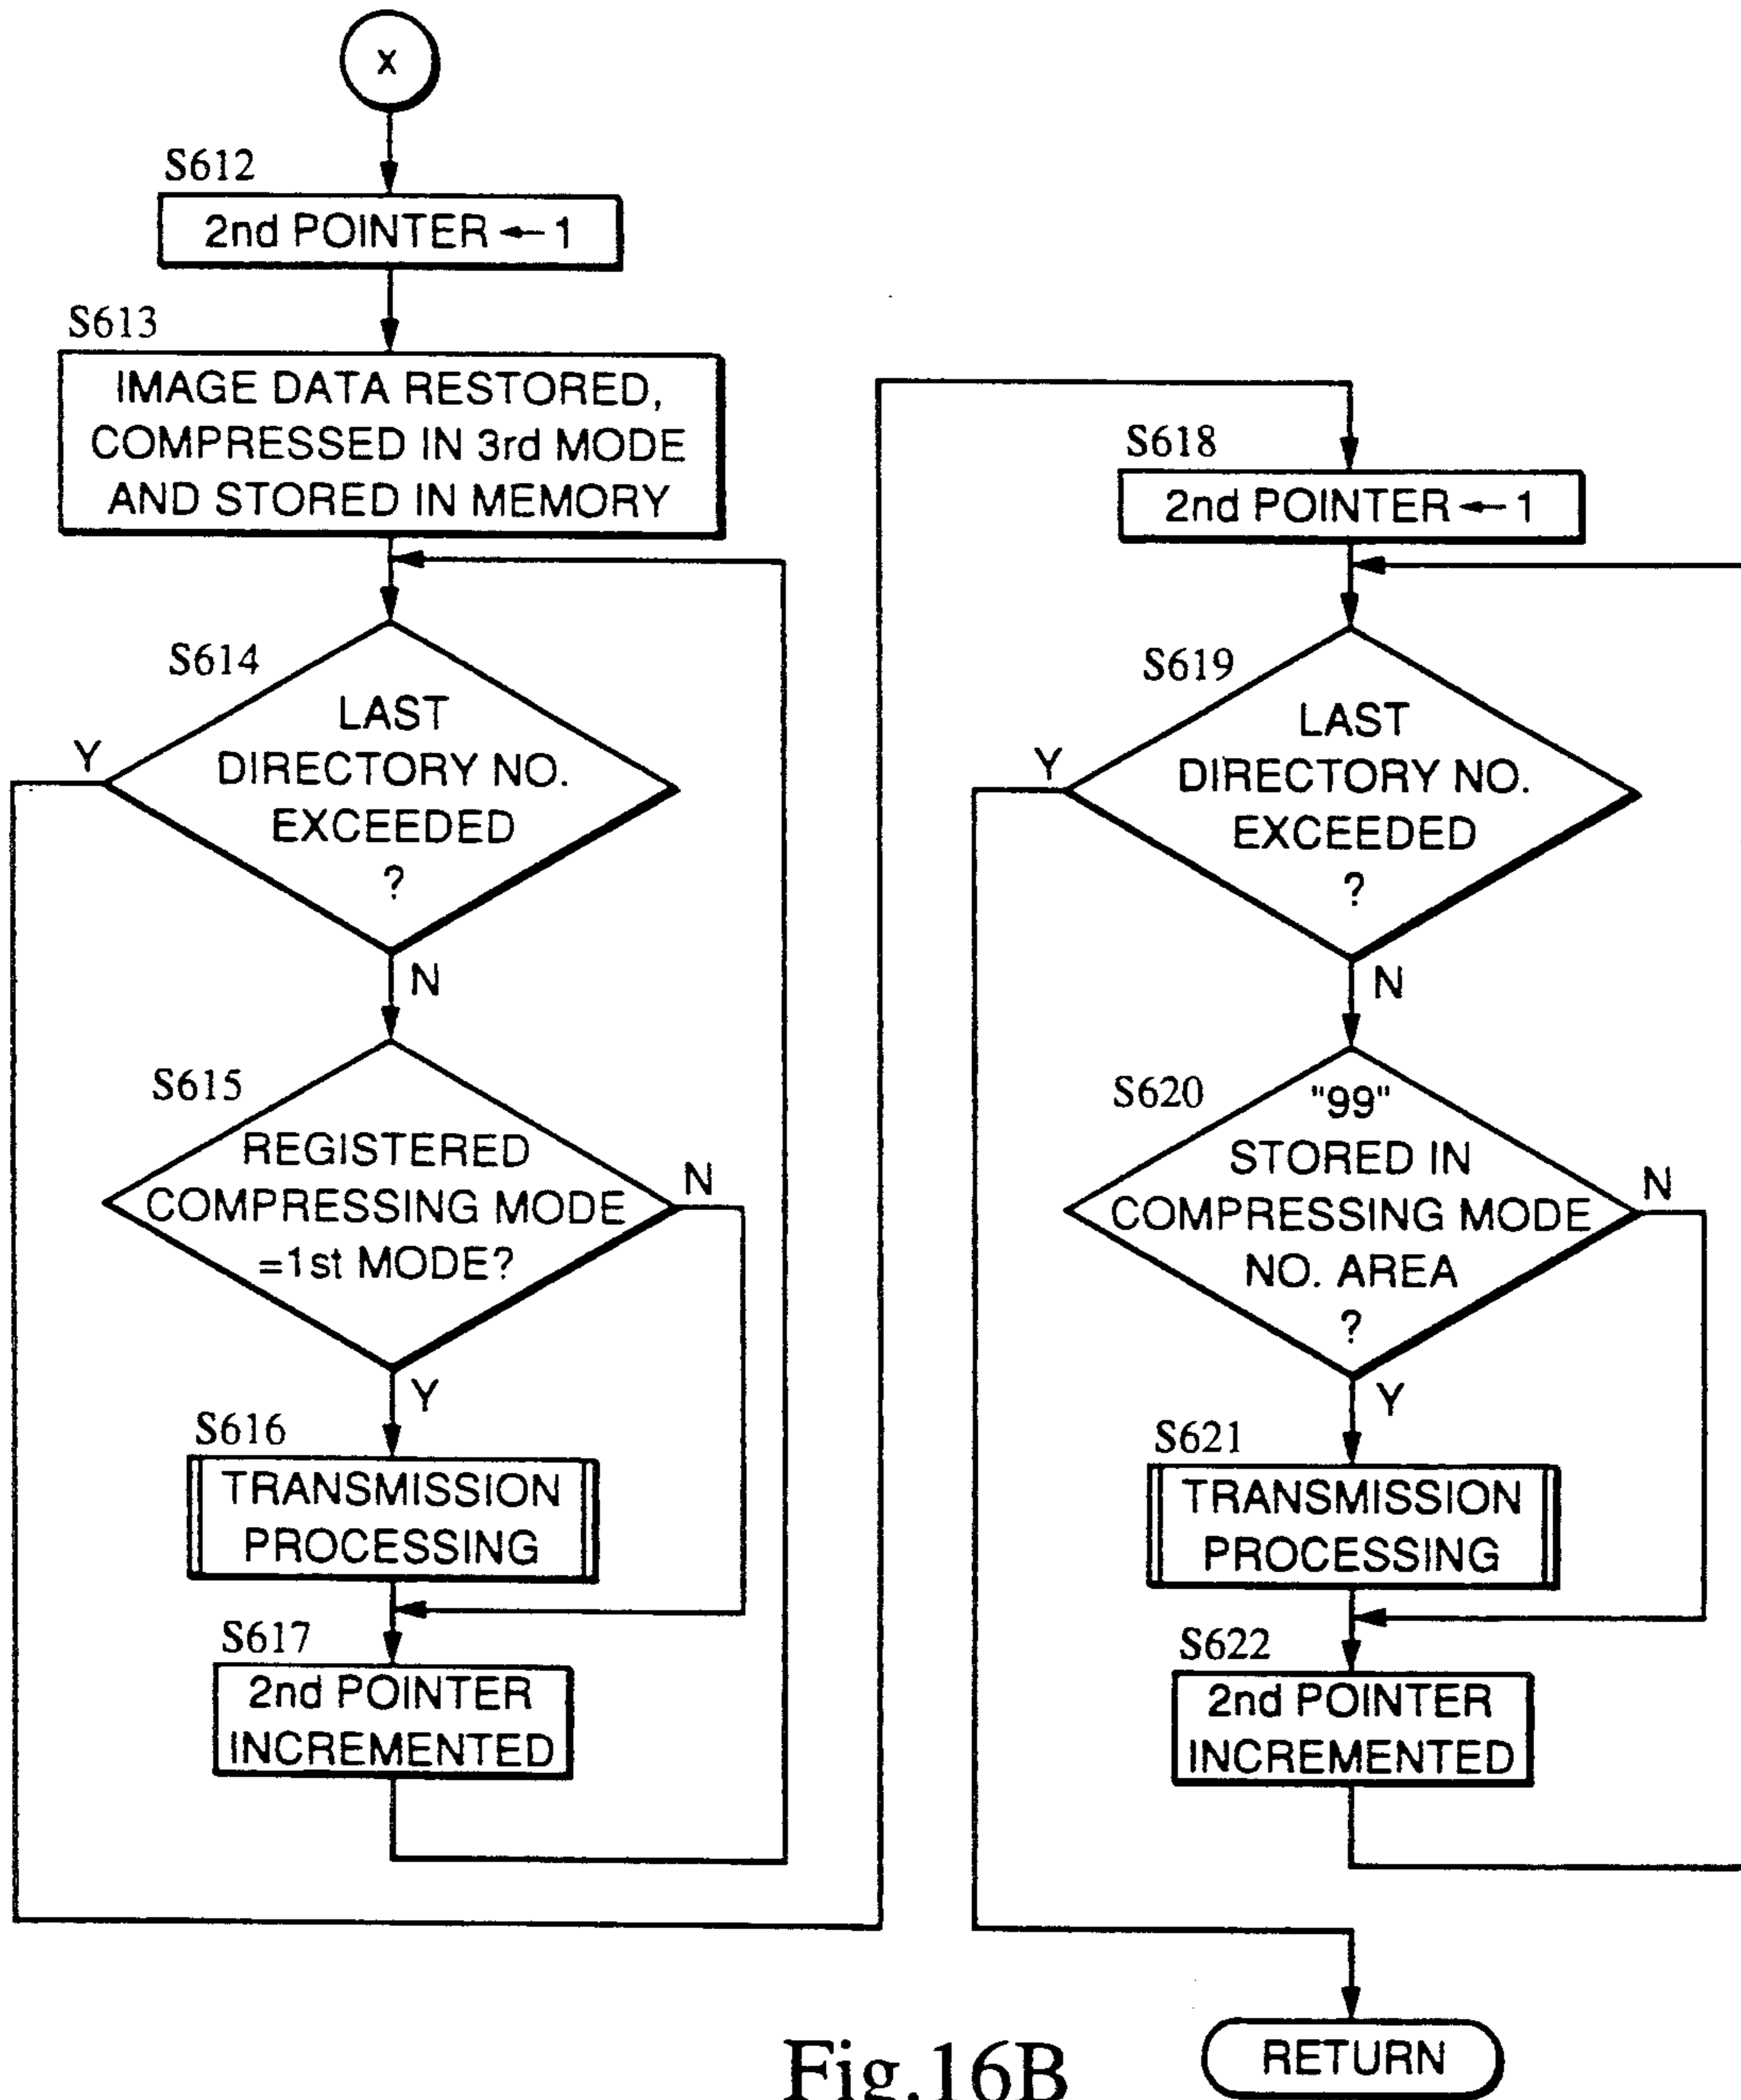 X
S612
2nd POINTER ← 1
S613
IMAGE DATA RESTORED,
COMPRESSED IN 3rd MODE
AND STORED IN MEMORY
S614
LAST
DIRECTORY NO.
EXCEEDED
?
Y
N
S615
REGISTERED
COMPRESSING MODE
=1st MODE?
N
Y
S616
TRANSMISSION
PROCESSING
S617
2nd POINTER
INCREMENTED
S618
2nd POINTER ← 1
S619
LAST
DIRECTORY NO.
EXCEEDED
?
Y
N
S620
"99"
STORED IN
COMPRESSING MODE
NO. AREA
?
N
Y
S621
TRANSMISSION
PROCESSING
S622
2nd POINTER
INCREMENTED
RETURN
Fig.16B